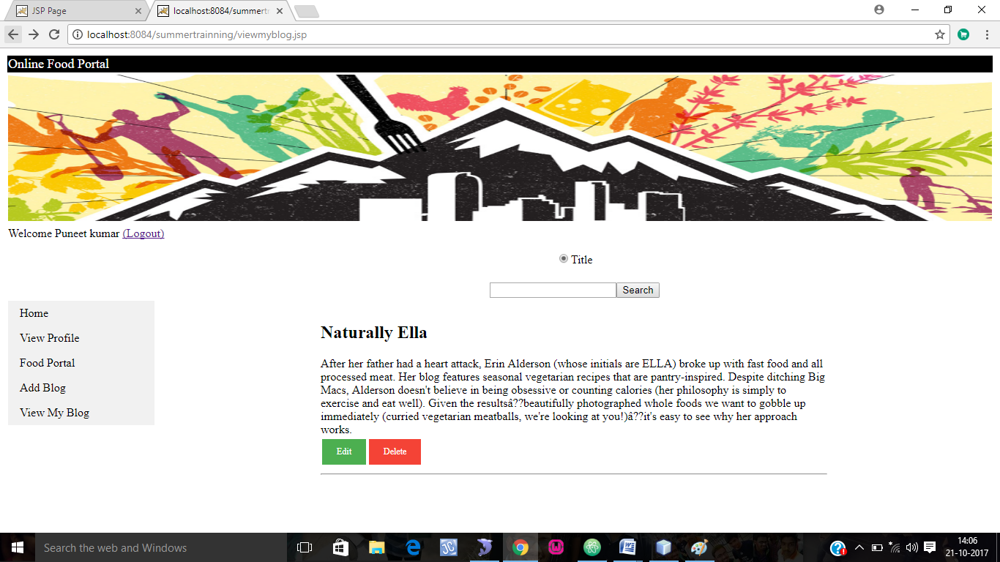 JSP Page
localhost:8084/summertr
localhost:8084/summertrainning/viewmyblog.jsp
Online Food Portal
Welcome Puneet kumar (Logout)
Title
Search
Home
View Profile
Food Portal
Add Blog
View My Blog
Naturally Ella
After her father had a heart attack, Erin Alderson (whose initials are ELLA) broke up with fast food and all
processed meat. Her blog features seasonal vegetarian recipes that are pantry-inspired. Despite ditching Big
Macs, Alderson doesn't believe in being obsessive or counting calories (her philosophy is simply to
exercise and eat well). Given the resultsâ??beautifully photographed whole foods we want to gobble up
immediately (curried vegetarian meatballs, we're looking at you!)â??it's easy to see why her approach
works.
Edit Delete
Search the web and Windows
JC
14:06
21-10-2017